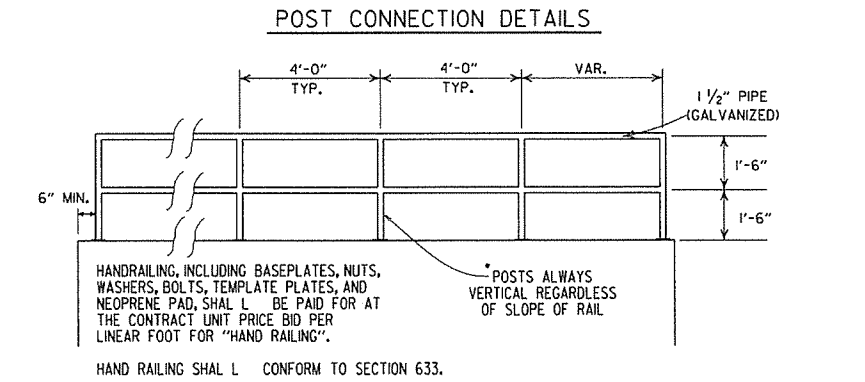 POST CONNECTION DETAILS
4'-0"
TYP.
4'-0"
TYP.
VAR.
1 1/2" PIPE
(GALVANIZED)
1'-6"
6" MIN.
1'-6"
HANDRAILING, INCLUDING BASEPLATES, NUTS,
WASHERS, BOLTS, TEMPLATE PLATES, AND
NEOPRENE PAD, SHAL L BE PAID FOR AT
THE CONTRACT UNIT PRICE BID PER
LINEAR FOOT FOR "HAND RAILING".
*POSTS ALWAYS
VERTICAL REGARDLESS
OF SLOPE OF RAIL
HAND RAILING SHAL L CONFORM TO SECTION 633.